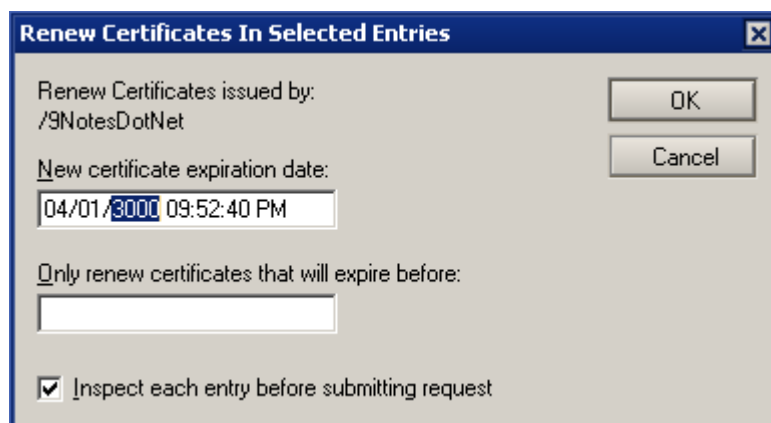 Renew Certificates In Selected Entries
Renew Certificates issued by:
/9NotesDotNet
OK
Cancel
New certificate expiration date:
04/01/3000 09:52:40 PM
Only renew certificates that will expire before:
Inspect each entry before submitting request